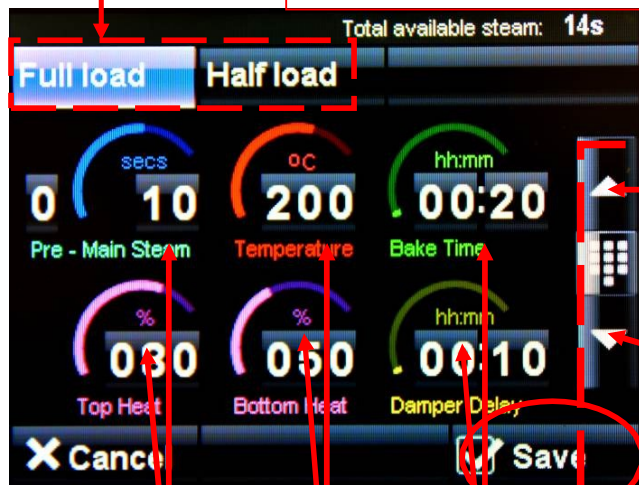 Total available steam: 14s
Full load Half load
secs °C hh:mm
0 10 200 00:20
Pre - Main Steam Temperature Bake Time
% % hh:mm
080 050 00:10
Top Heat Bottom Heat Damper Delay
Cancel Save